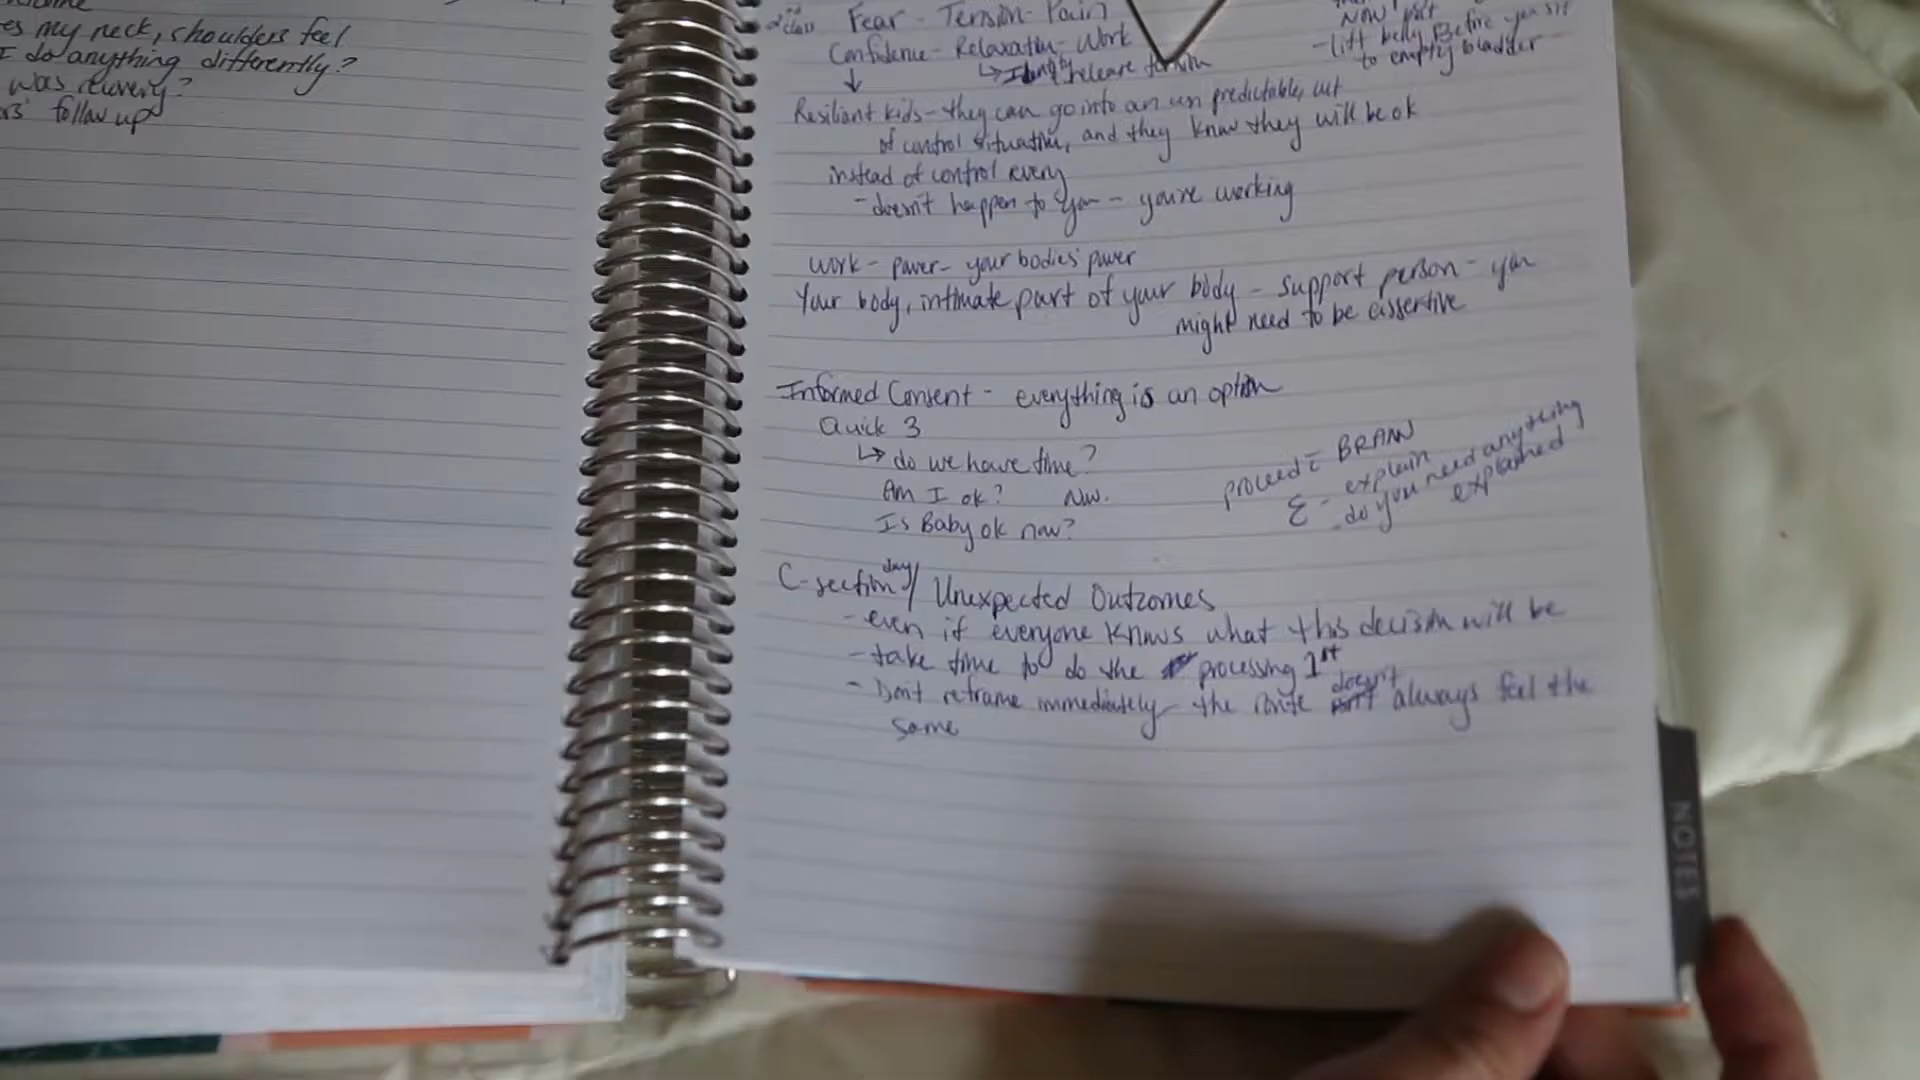 es my neck, shoulders feel
I do anything differently?
was recovery?
rs' follow up
2nd class Fear - Tension - Pain
Confidence - Relaxation - Work
↳ release
↓
Resiliant kids - they can go into an unpredictable, out
of control situation, and they know they will be ok
instead of control every
- doesn't happen to you - you're working
Now
- lift belly Before you sit
to empty bladder
Work - power - your bodies' power
Your body, intimate part of your body - support person - you
might need to be assertive
Informed Consent - everything is an option
Quick 3
↳ do we have time?
Am I ok? Now.
Is Baby ok now?
proceed c̄ BRAIN
E - explain
- do you need anything
explained
C-section day / Unexpected Outcomes
- even if everyone knows what this decision will be
- take time to do the processing 1st
- Don't reframe immediately - the route doesn't always feel the
same
NOTES